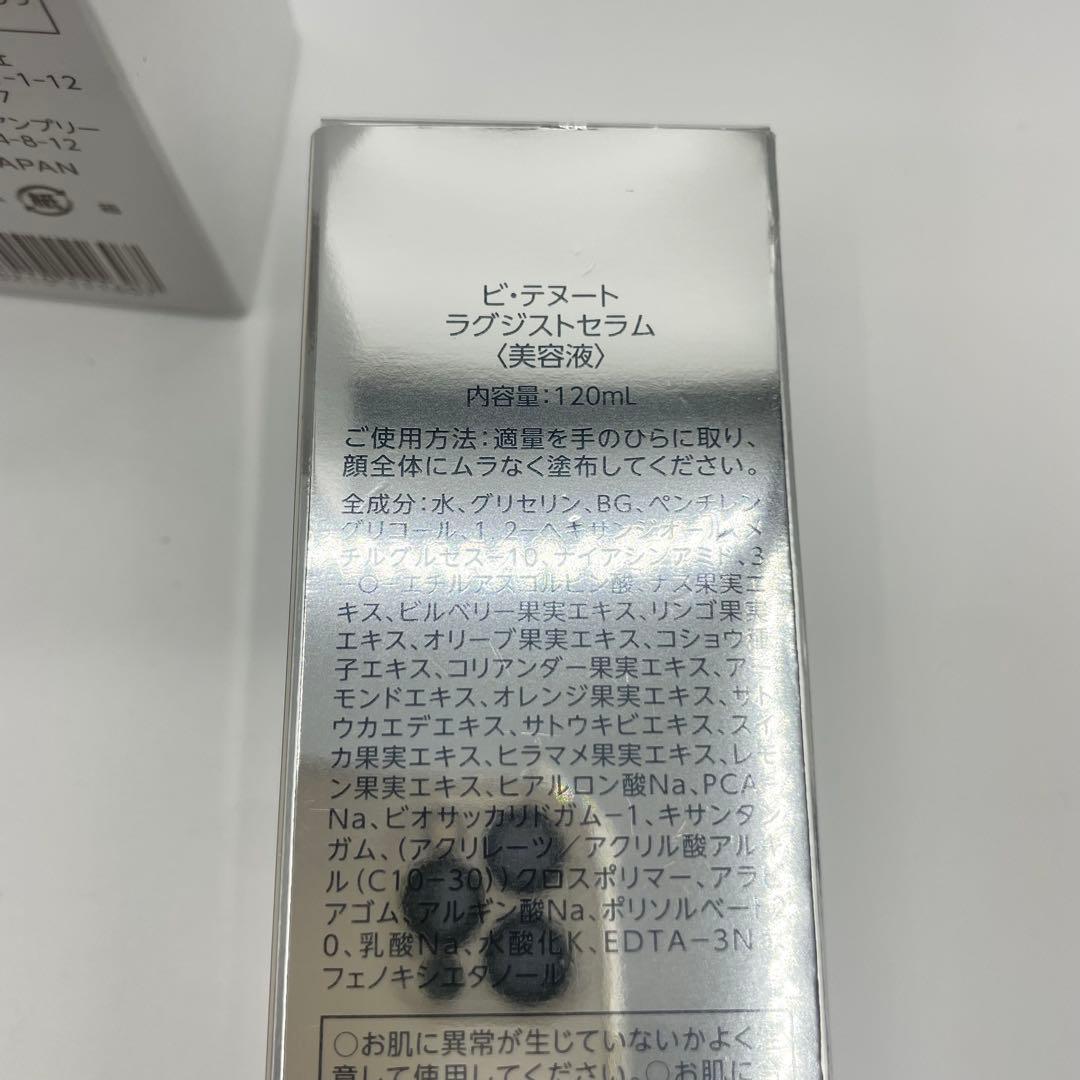 -1-12
7
アンプリー
4-8-12
APAN
紙
ビ・テヌート
ラグジストセラム
〈美容液〉
内容量：120mL
ご使用方法：適量を手のひらに取り、
顔全体にムラなく塗布してください。
全成分：水、グリセリン、BG、ペンチレン
グリコール、1，2−ヘキサンジオール、メ
チルグルセス−10、ナイアシンアミド、3
−O−エチルアスコルビン酸、ナス果実エ
キス、ビルベリー果実エキス、リンゴ果実
エキス、オリーブ果実エキス、コショウ種
子エキス、コリアンダー果実エキス、アー
モンドエキス、オレンジ果実エキス、サト
ウカエデエキス、サトウキビエキス、スイ
カ果実エキス、ヒラマメ果実エキス、レモ
ン果実エキス、ヒアルロン酸Na、PCA
Na、ビオサッカリドガム−1、キサンタン
ガム、（アクリレーツ／アクリル酸アルキ
ル（C10−30））クロスポリマー、アラビ
アゴム、アルギン酸Na、ポリソルベート2
0、乳酸Na、水酸化K、EDTA−3N
フェノキシエタノール
○お肌に異常が生じていないかよく
意して使用してください。○お肌に